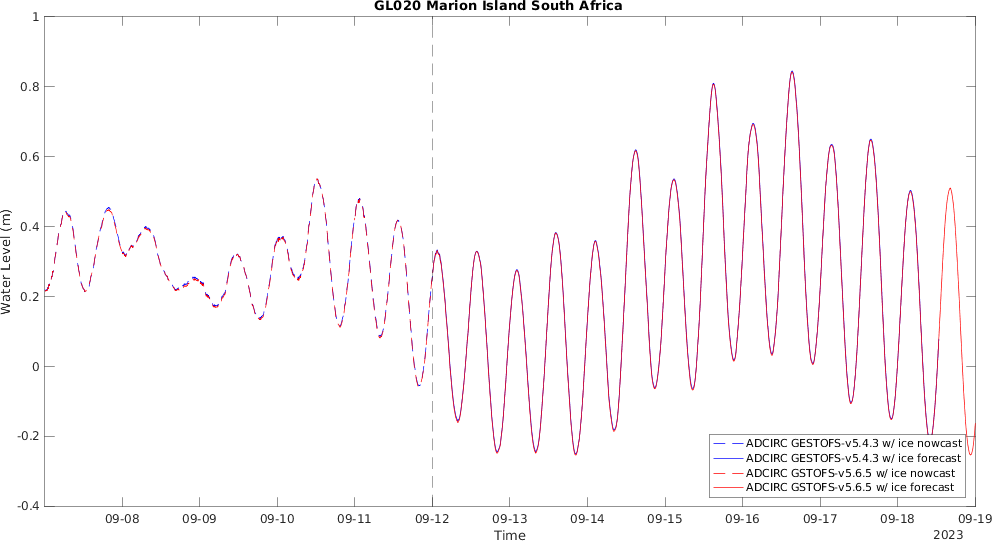 GL020 Marion Island South Africa
1
0.8
0.6
0.4
0.2
0
-0.2
-0.4
Water Level (m)
ADCIRC GESTOFS-v5.4.3 w/ ice nowcast
ADCIRC GESTOFS-v5.4.3 w/ ice forecast
ADCIRC GSTOFS-v5.6.5 w/ ice nowcast
ADCIRC GSTOFS-v5.6.5 w/ ice forecast
09-08 09-09 09-10 09-11 09-12 09-13 09-14 09-15 09-16 09-17 09-18 09-19
Time
2023